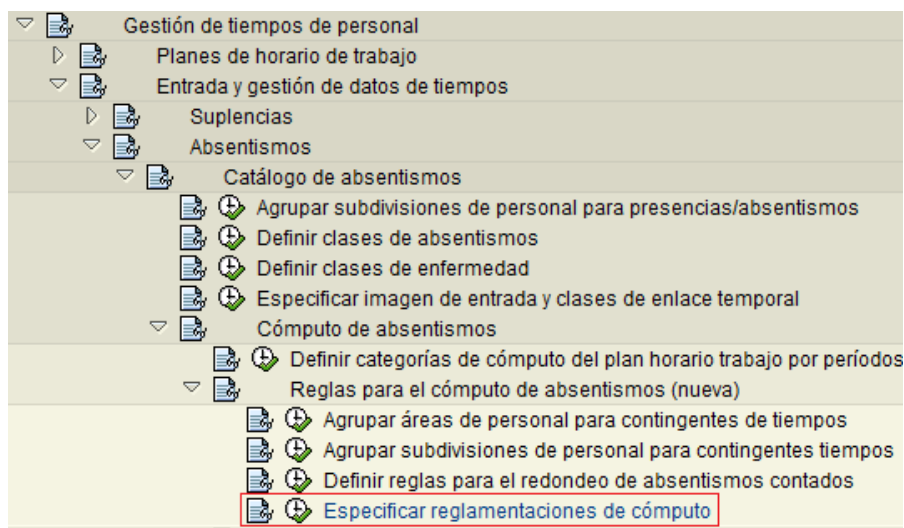 Gestión de tiempos de personal
Planes de horario de trabajo
Entrada y gestión de datos de tiempos
Suplencias
Absentismos
Catálogo de absentismos
Agrupar subdivisiones de personal para presencias/absentismos
Definir clases de absentismos
Definir clases de enfermedad
Especificar imagen de entrada y clases de enlace temporal
Cómputo de absentismos
Definir categorías de cómputo del plan horario trabajo por períodos
Reglas para el cómputo de absentismos (nueva)
Agrupar áreas de personal para contingentes de tiempos
Agrupar subdivisiones de personal para contingentes tiempos
Definir reglas para el redondeo de absentismos contados
Especificar reglamentaciones de cómputo